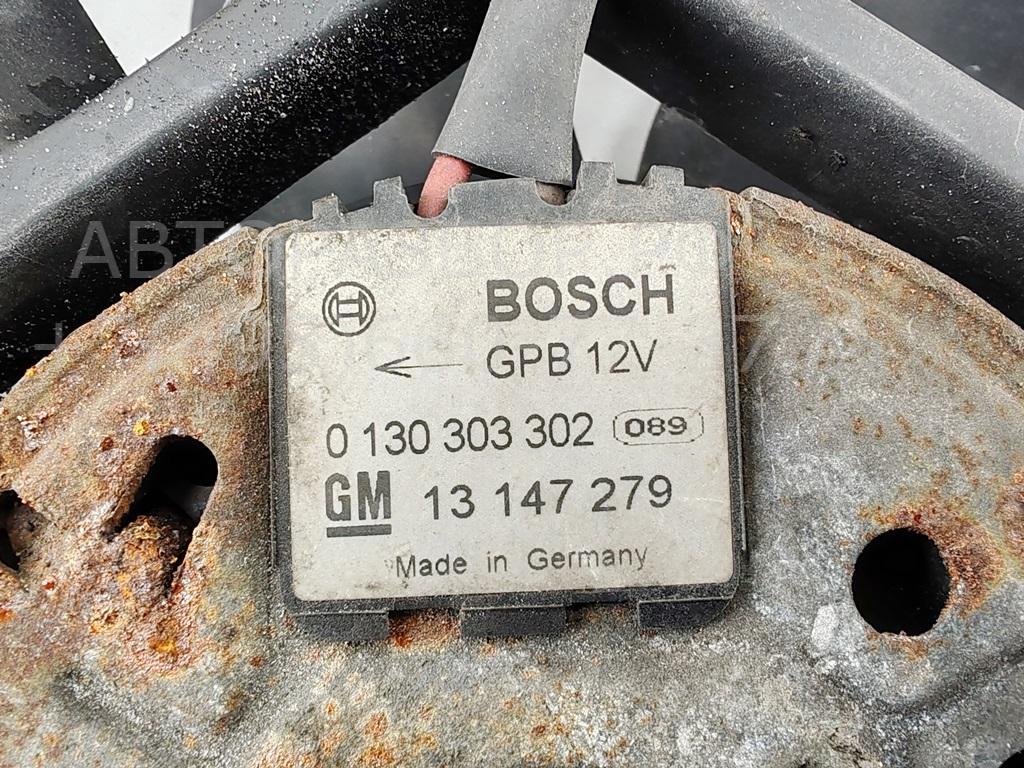 BOSCH
GPB 12V
0 130 303 302 089
GM 13 147 279
Made in Germany